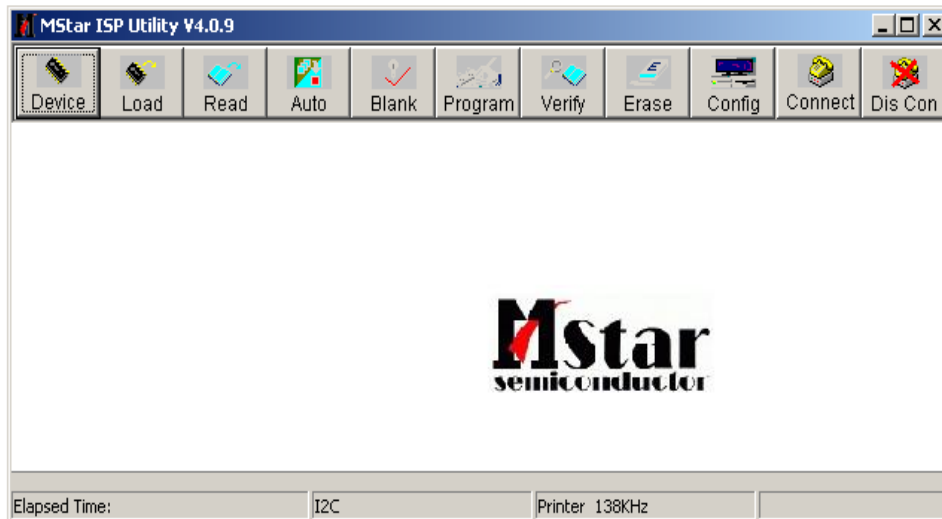 MStar ISP Utility V4.0.9
Device Load Read Auto Blank Program Verify Erase Config Connect Dis Con
Mstar
semiconductor
Elapsed Time: I2C Printer 138KHz